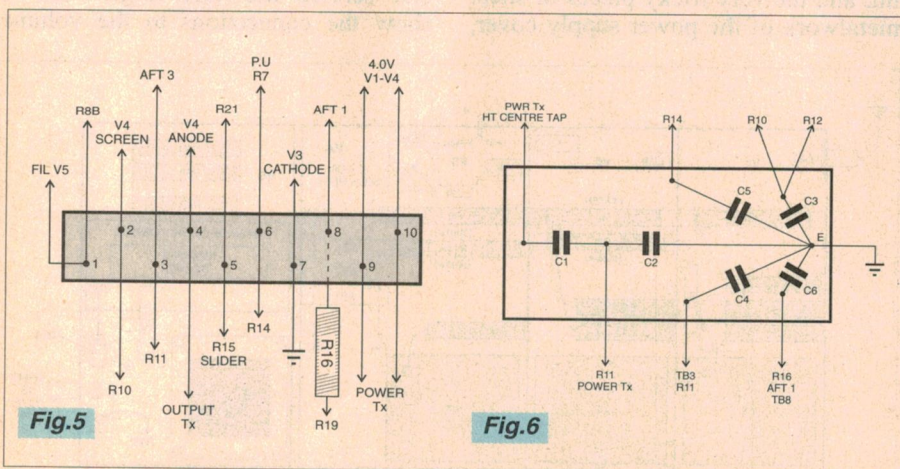 P.U
R7
4.0V
V1-V4
AFT 3
R8B
V4
SCREEN
V4
ANODE
R21
AFT 1
V3
CATHODE
FIL V5
2
4
6
8
10
1
3
5
7
9
R10
R11
OUTPUT
Tx
R15
SLIDER
R14
R16
R19
POWER
Tx
Fig.5
PWR Tx
HT CENTRE TAP
R14
R10
R12
C5
C3
E
C1
C2
C4
C6
R11
POWER Tx
TB3
R11
R16
AFT 1
TB8
Fig.6